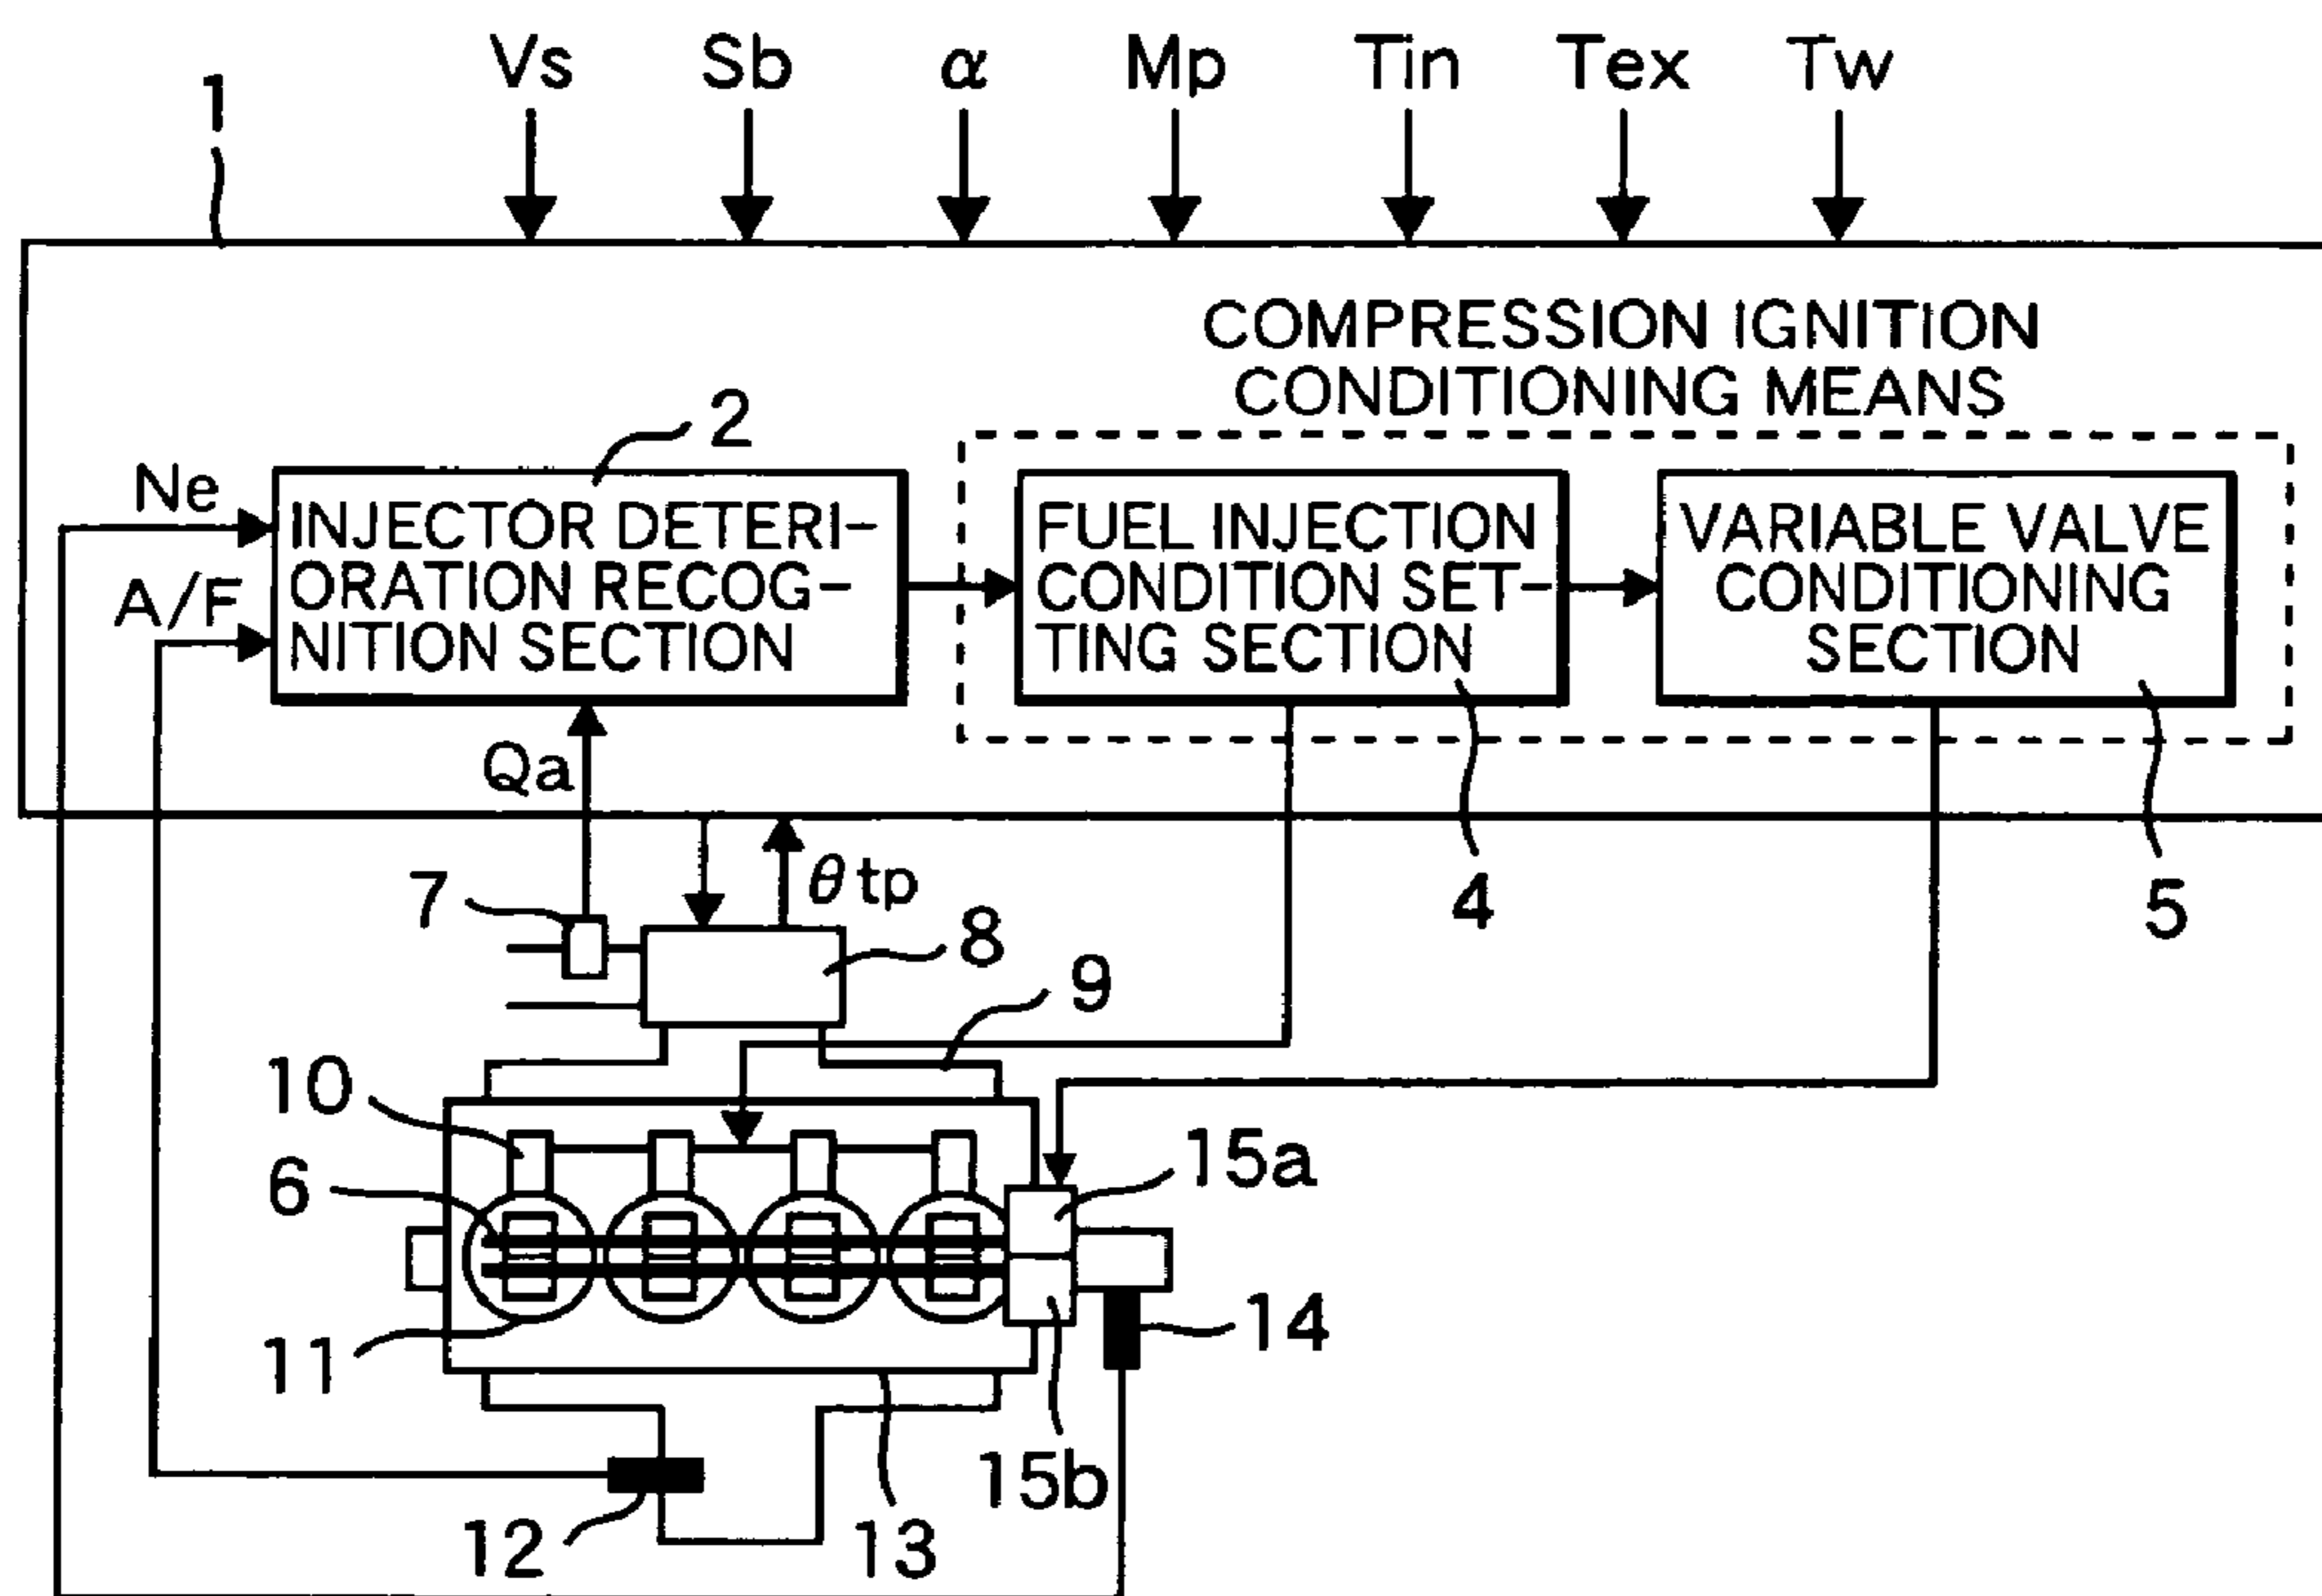 Vs Sb α Mp Tin Tex Tw
1
COMPRESSION IGNITION
CONDITIONING MEANS
2
Ne
A/F
INJECTOR DETERI-
ORATION RECOG-
NITION SECTION
FUEL INJECTION
CONDITION SET-
TING SECTION
VARIABLE VALVE
CONDITIONING
SECTION
Qa
θtp
7
8
4
5
9
10
6
15a
11
14
15b
12
13